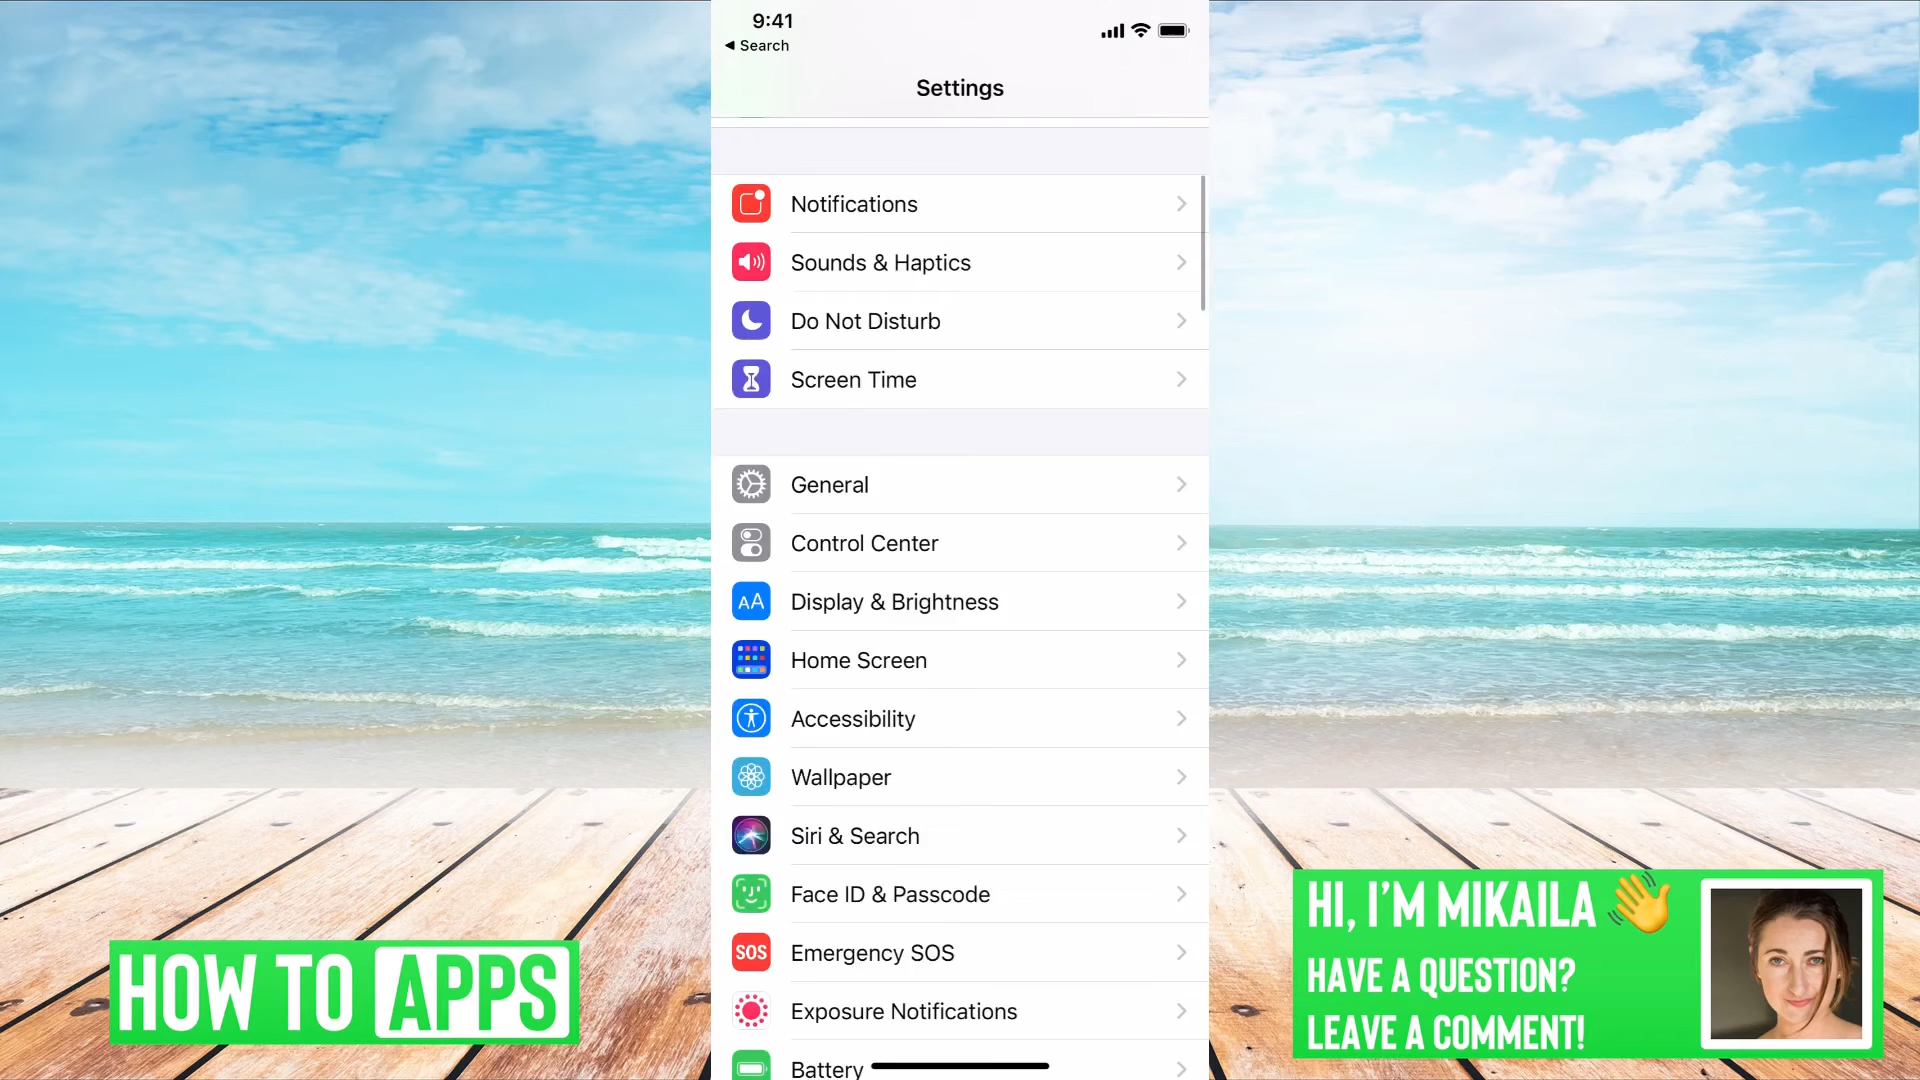 9:41
◀ Search
Settings
Notifications
Sounds & Haptics
Do Not Disturb
Screen Time
General
Control Center
AA Display & Brightness
Home Screen
Accessibility
Wallpaper
Siri & Search
Face ID & Passcode
SOS Emergency SOS
Exposure Notifications
Battery
HOW TO APPS
HI, I'M MIKAILA 👋
HAVE A QUESTION?
LEAVE A COMMENT!